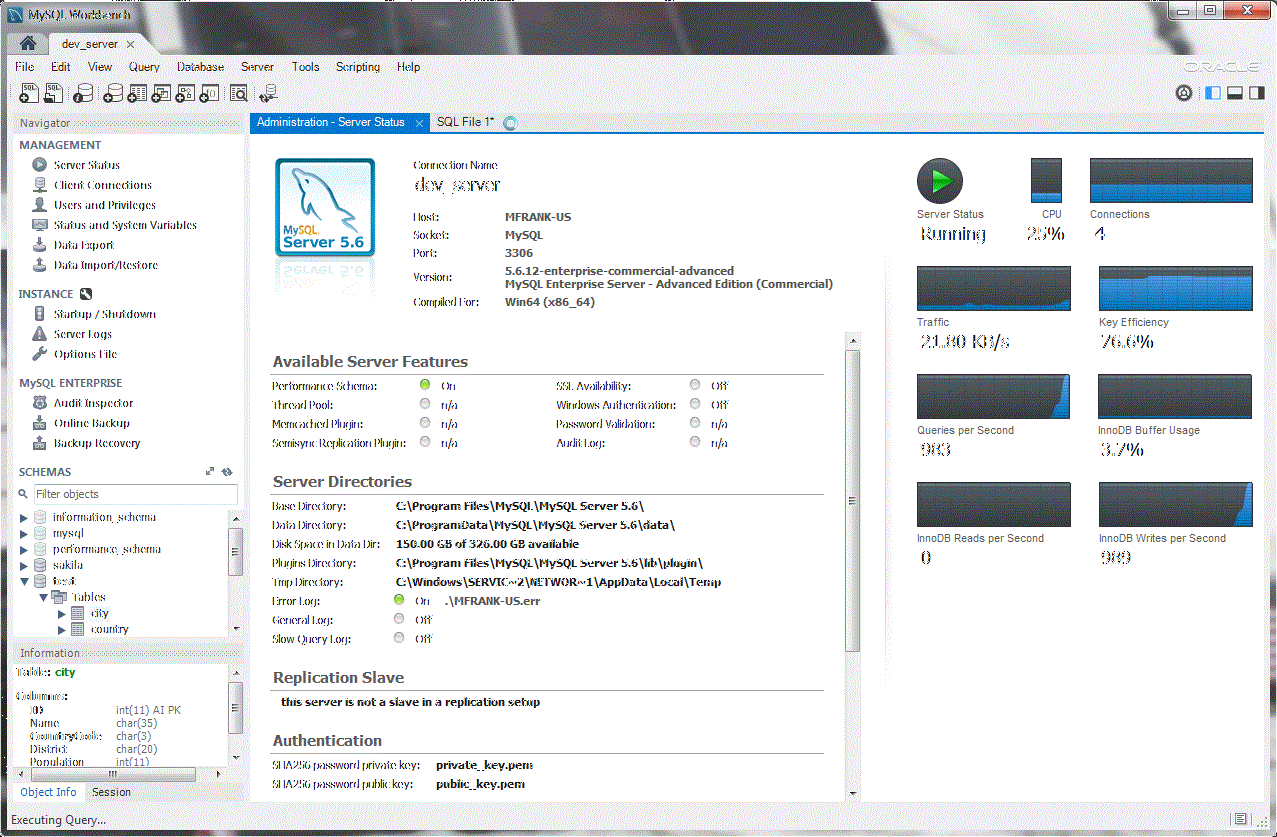 MySQL Workbench
dev_server
File Edit View Query Database Server Tools Scripting Help
ORACLE
Navigator
MANAGEMENT
Server Status
Client Connections
Users and Privileges
Status and System Variables
Data Export
Data Import/Restore
INSTANCE
Startup / Shutdown
Server Logs
Options File
MySQL ENTERPRISE
Audit Inspector
Online Backup
Backup Recovery
SCHEMAS
Filter objects
information_schema
mysql
performance_schema
sakila
Tables
city
country
Information
Table: city
Columns:
ID int(11) AI PK
Name char(35)
CountryCode char(3)
District char(20)
Population int(11)
Object Info Session
Executing Query...
Administration - Server Status
SQL File 1*
MySQL
Server 5.6
Connection Name
dev_server
Host: MFRANK-US
Socket: MySQL
Port: 3306
Version: 5.6.12-enterprise-commercial-advanced
MySQL Enterprise Server - Advanced Edition (Commercial)
Compiled For: Win64 (x86_64)
Available Server Features
Performance Schema: On SSL Availability: Off
Thread Pool: n/a Windows Authentication: Off
Memcached Plugin: n/a Password Validation: n/a
Semisync Replication Plugin: n/a Audit Log: n/a
Server Directories
Base Directory: C:\Program Files\MySQL\MySQL Server 5.6\
Data Directory: C:\ProgramData\MySQL\MySQL Server 5.6\data\
Disk Space in Data Dir: 150.00 GB of 326.00 GB available
Plugins Directory: C:\Program Files\MySQL\MySQL Server 5.6\lib\plugin\
Tmp Directory: C:\Windows\SERVIC~2\NETWOR~1\AppData\Local\Temp
Error Log: On .\MFRANK-US.err
General Log: Off
Slow Query Log: Off
Replication Slave
this server is not a slave in a replication setup
Authentication
SHA256 password private key: private_key.pem
SHA256 password public key: public_key.pem
Server Status
Running
CPU
25%
Connections
4
Traffic
21.80 KB/s
Key Efficiency
76.6%
Queries per Second
983
InnoDB Buffer Usage
3.7%
InnoDB Reads per Second
0
InnoDB Writes per Second
989